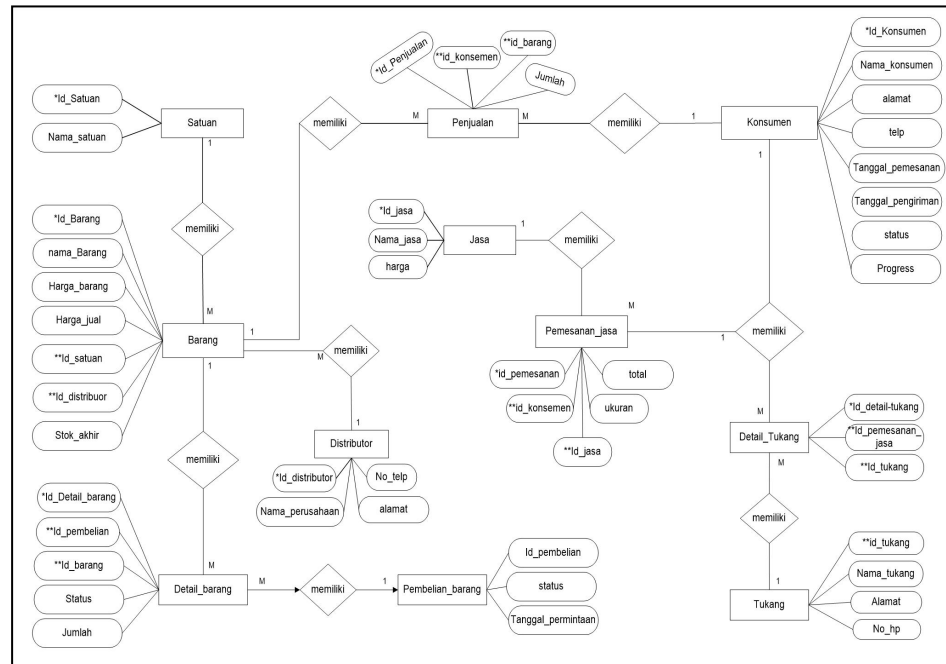 *Id_Penjualan
**id_konsemen
**id_barang
Jumlah
*Id_Konsumen
Nama_konsumen
alamat
telp
Tanggal_pemesanan
Tanggal_pengiriman
status
Progress
*Id_Satuan
Nama_satuan
Satuan
1
memiliki
M
Penjualan
M
memiliki
1
Konsumen
1
memiliki
M
*Id_jasa
Nama_jasa
harga
Jasa
1
memiliki
M
*Id_Barang
nama_Barang
Harga_barang
Harga_jual
**Id_satuan
**Id_distribuor
Stok_akhir
Barang
1
M
1
memiliki
1
Pemesanan_jasa
1
memiliki
M
*id_pemesanan
**id_konsemen
**Id_jasa
ukuran
total
Distributor
*Id_distributor
Nama_perusahaan
No_telp
alamat
memiliki
M
Detail_Tukang
*Id_detail-tukang
**Id_pemesanan_
jasa
**Id_tukang
M
memiliki
1
Tukang
**id_tukang
Nama_tukang
Alamat
No_hp
*Id_Detail_barang
**Id_pembelian
**Id_barang
Status
Jumlah
Detail_barang
M
memiliki
1
Pembelian_barang
Id_pembelian
status
Tanggal_permintaan